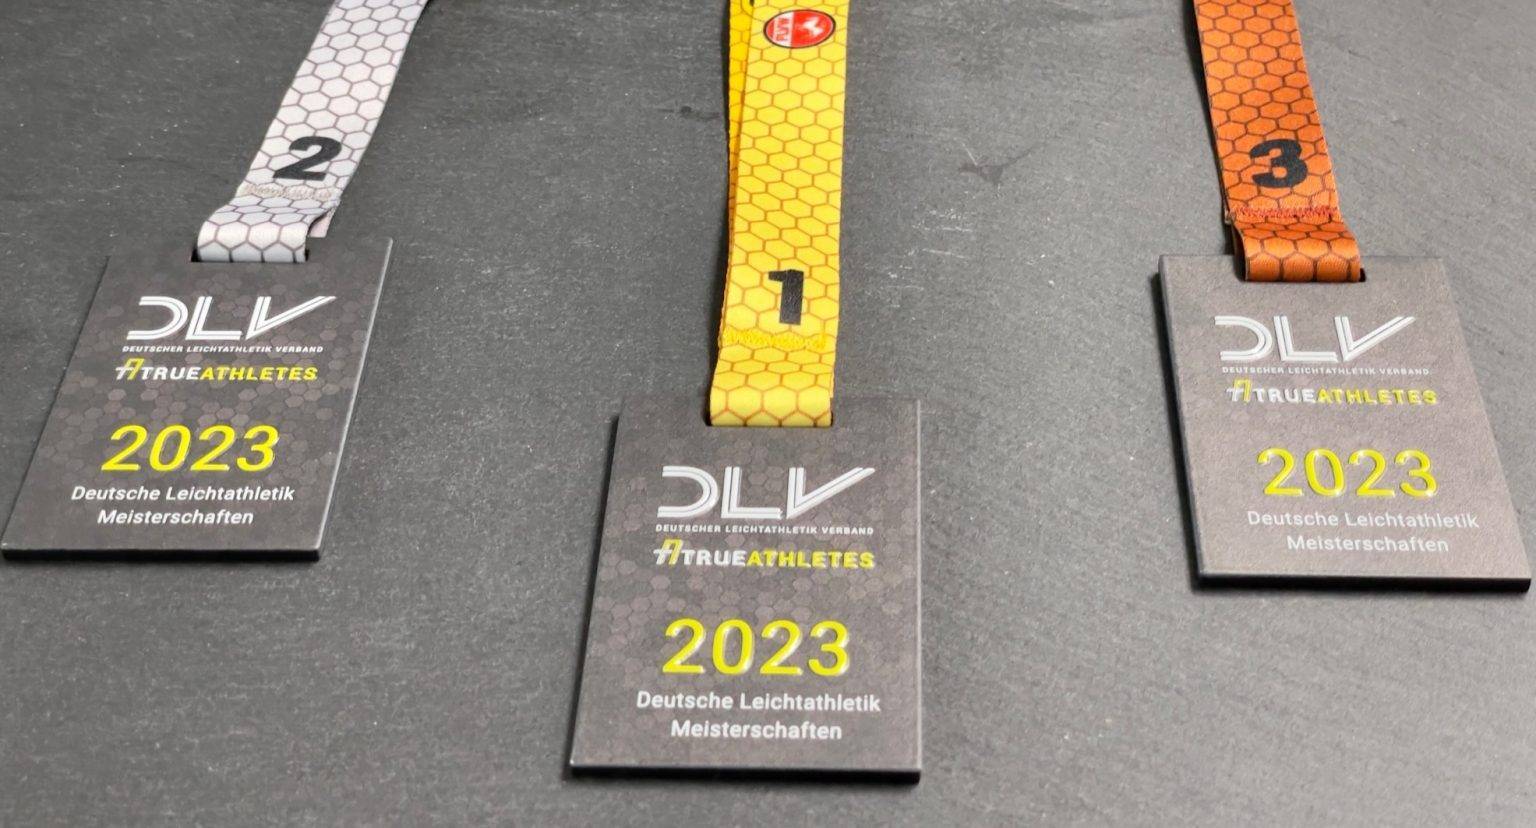 2
DLV
DEUTSCHER LEICHTATHLETIK VERBAND
TRUEATHLETES
2023
Deutsche Leichtathletik
Meisterschaften
1
DLV
DEUTSCHER LEICHTATHLETIK VERBAND
TRUEATHLETES
2023
Deutsche Leichtathletik
Meisterschaften
3
DLV
DEUTSCHER LEICHTATHLETIK VERBAND
TRUEATHLETES
2023
Deutsche Leichtathletik
Meisterschaften